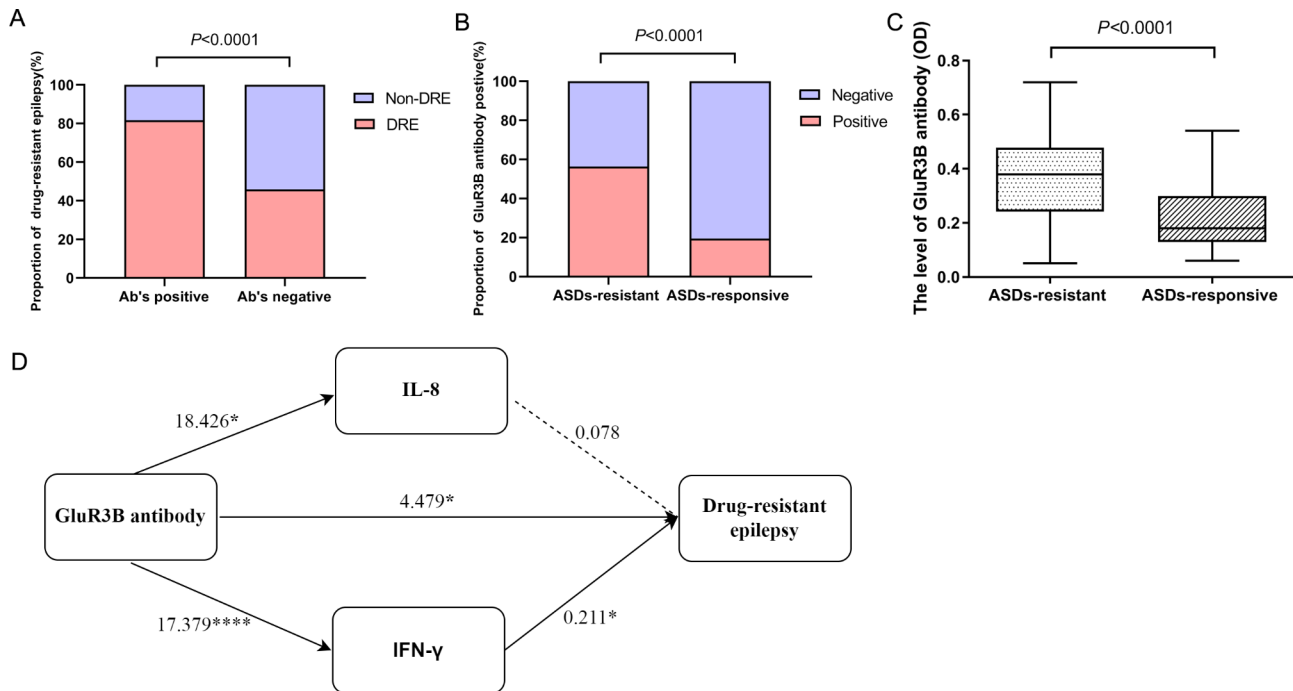 A
P<0.0001
Proportion of drug-resistant epilepsy(%)
100
80
60
40
20
0
Ab's positive
Ab's negative
Non-DRE
DRE
B
P<0.0001
Proportion of GluR3B antibody postive(%)
100
80
60
40
20
0
ASDs-resistant
ASDs-responsive
Negative
Positive
C
P<0.0001
The level of GluR3B antibody (OD)
0.8
0.6
0.4
0.2
0.0
ASDs-resistant
ASDs-responsive
D
IL-8
18.426*
0.078
GluR3B antibody
4.479*
Drug-resistant
epilepsy
17.379****
0.211*
IFN-γ